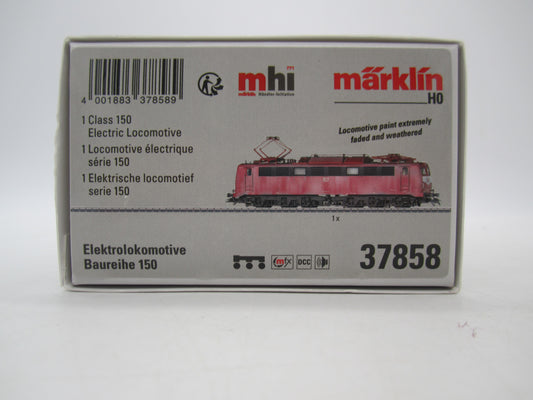 4 001883 378589
mhi
märklin Händler-Initiative
märklin
H0
1 Class 150
Electric Locomotive
1 Locomotive électrique
série 150
1 Elektrische locomotief
serie 150
Locomotive paint extremely
faded and weathered
1 x
Elektrolokomotive
Baureihe 150
mfx
DCC
37858